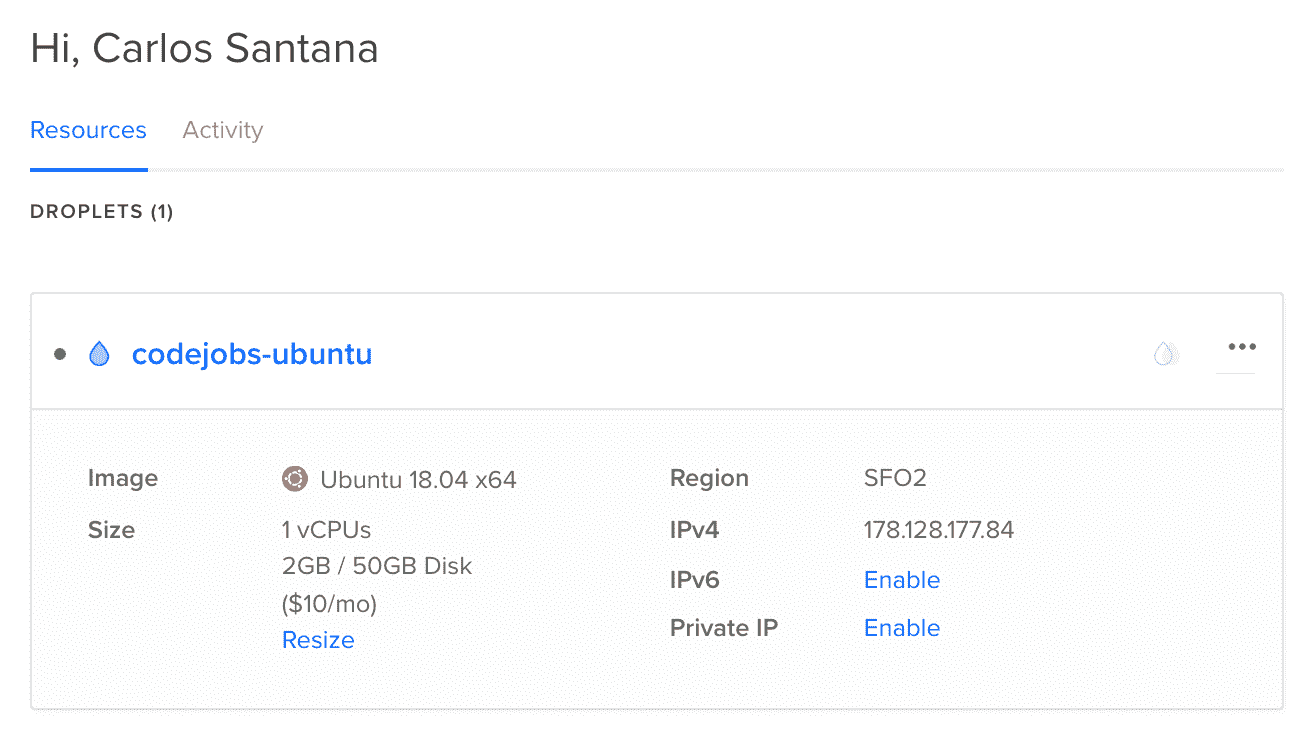 Hi, Carlos Santana
Resources Activity
DROPLETS (1)
codejobs-ubuntu
Image Ubuntu 18.04 x64
Size 1 vCPUs
2GB / 50GB Disk
($10/mo)
Resize
Region SFO2
IPv4 178.128.177.84
IPv6 Enable
Private IP Enable